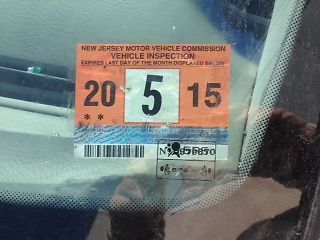 NEW JERSEY MOTOR VEHICLE COMMISSION
VEHICLE INSPECTION
EXPIRES LAST DAY OF THE MONTH DISPLAYED BELOW
20 5 15
**